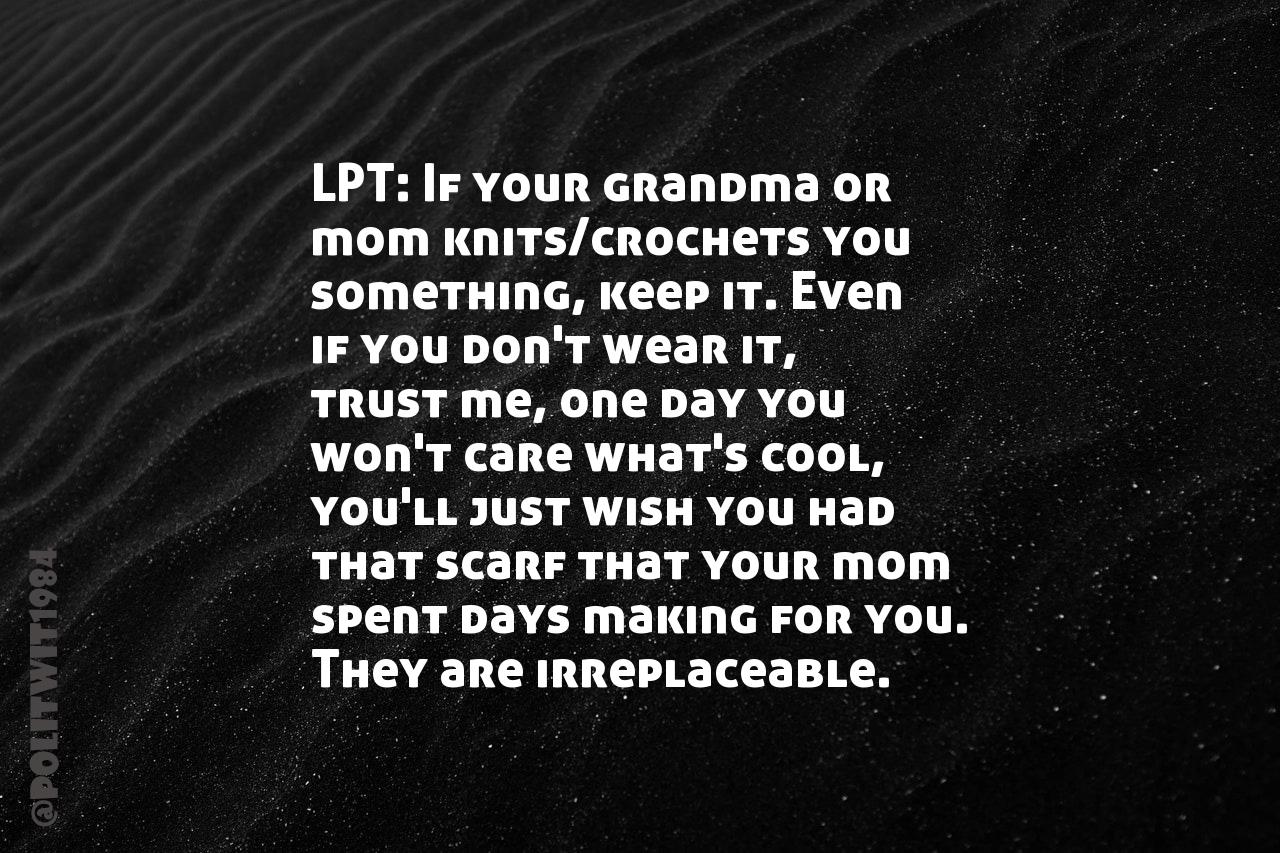 LPT: If your grandma or
mom knits/crochets you
something, keep it. Even
if you don't wear it,
trust me, one day you
won't care what's cool,
you'll just wish you had
that scarf that your mom
spent days making for you.
They are irreplaceable.
@POLITWIT1984